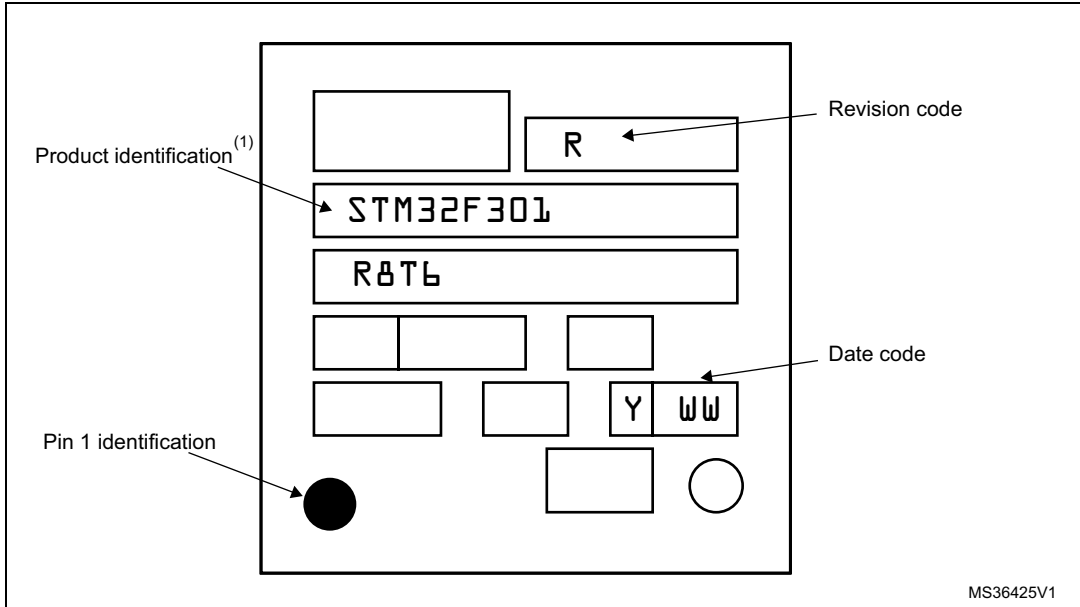 Revision code
R
Product identification(1)
STM32F301
R8T6
Date code
Y WW
Pin 1 identification
MS36425V1